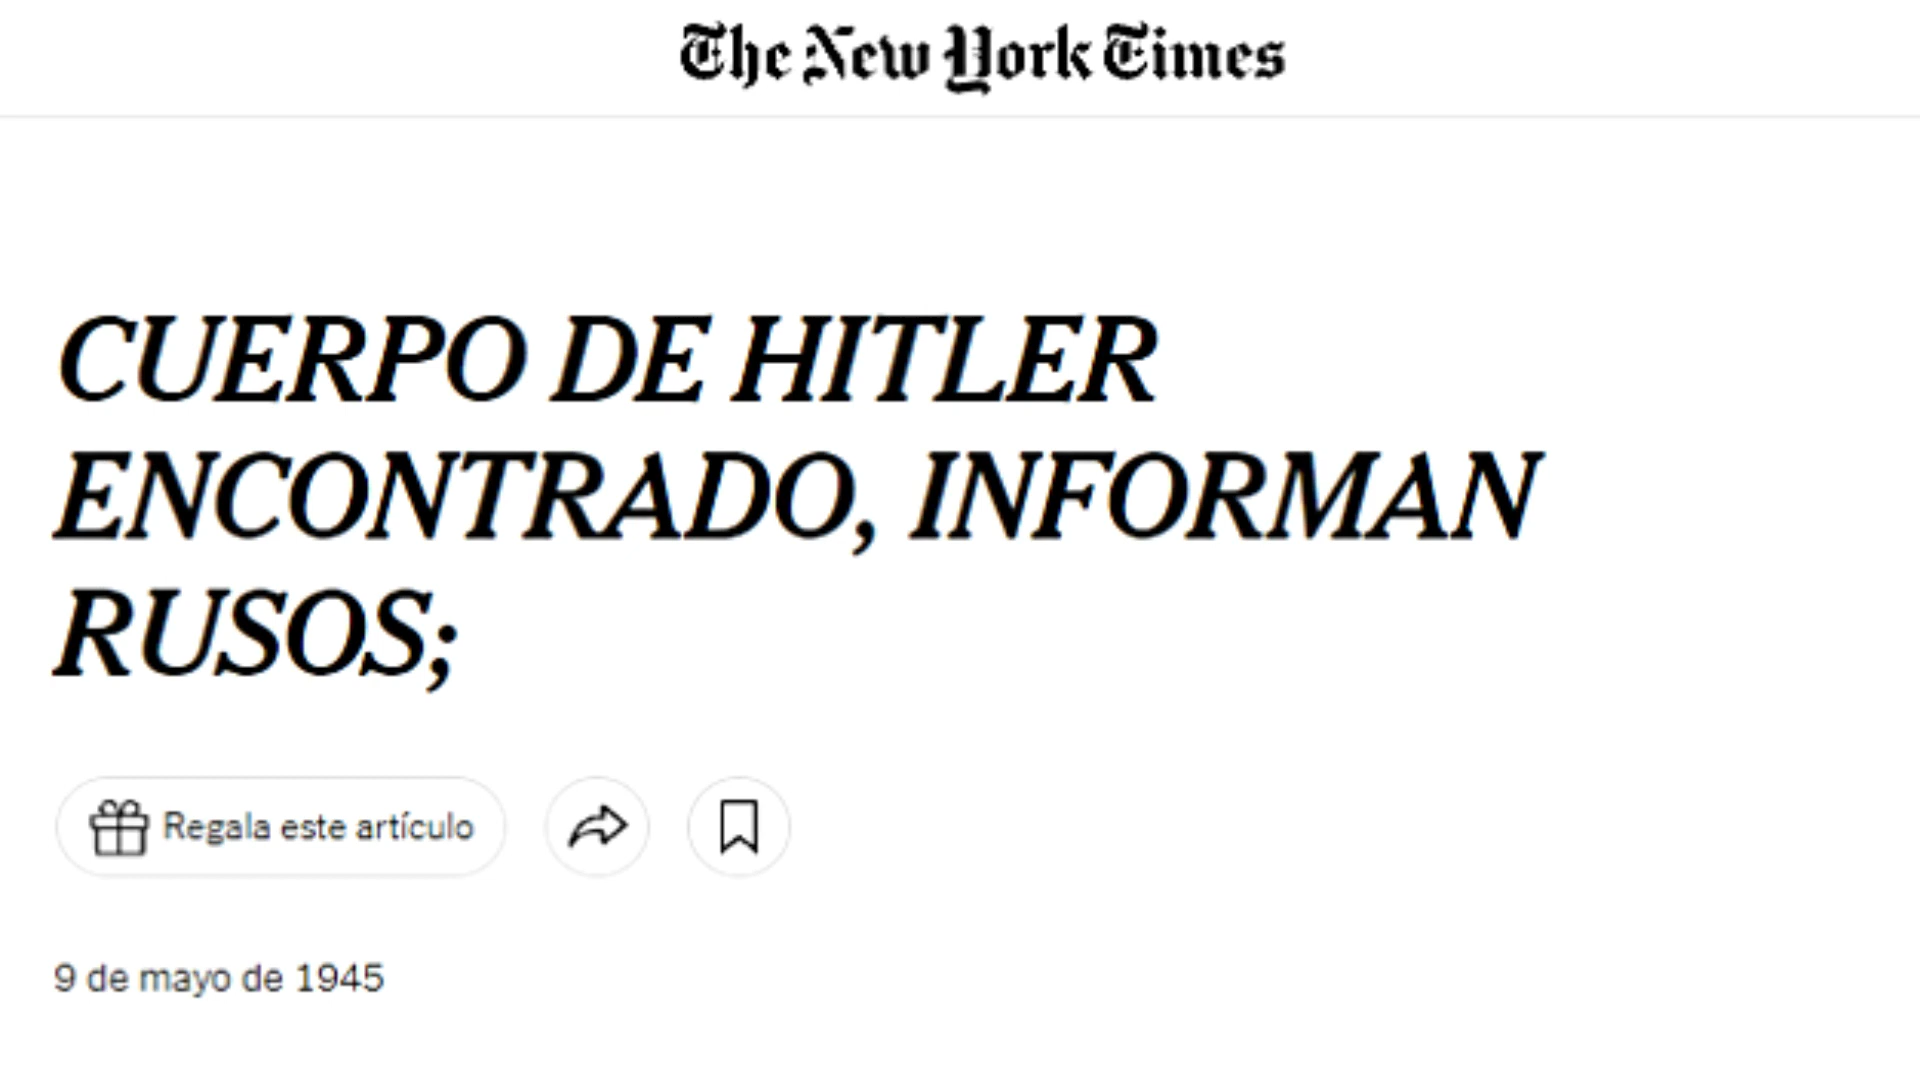 The New York Times
CUERPO DE HITLER
ENCONTRADO, INFORMAN
RUSOS;
Regala este artículo
9 de mayo de 1945